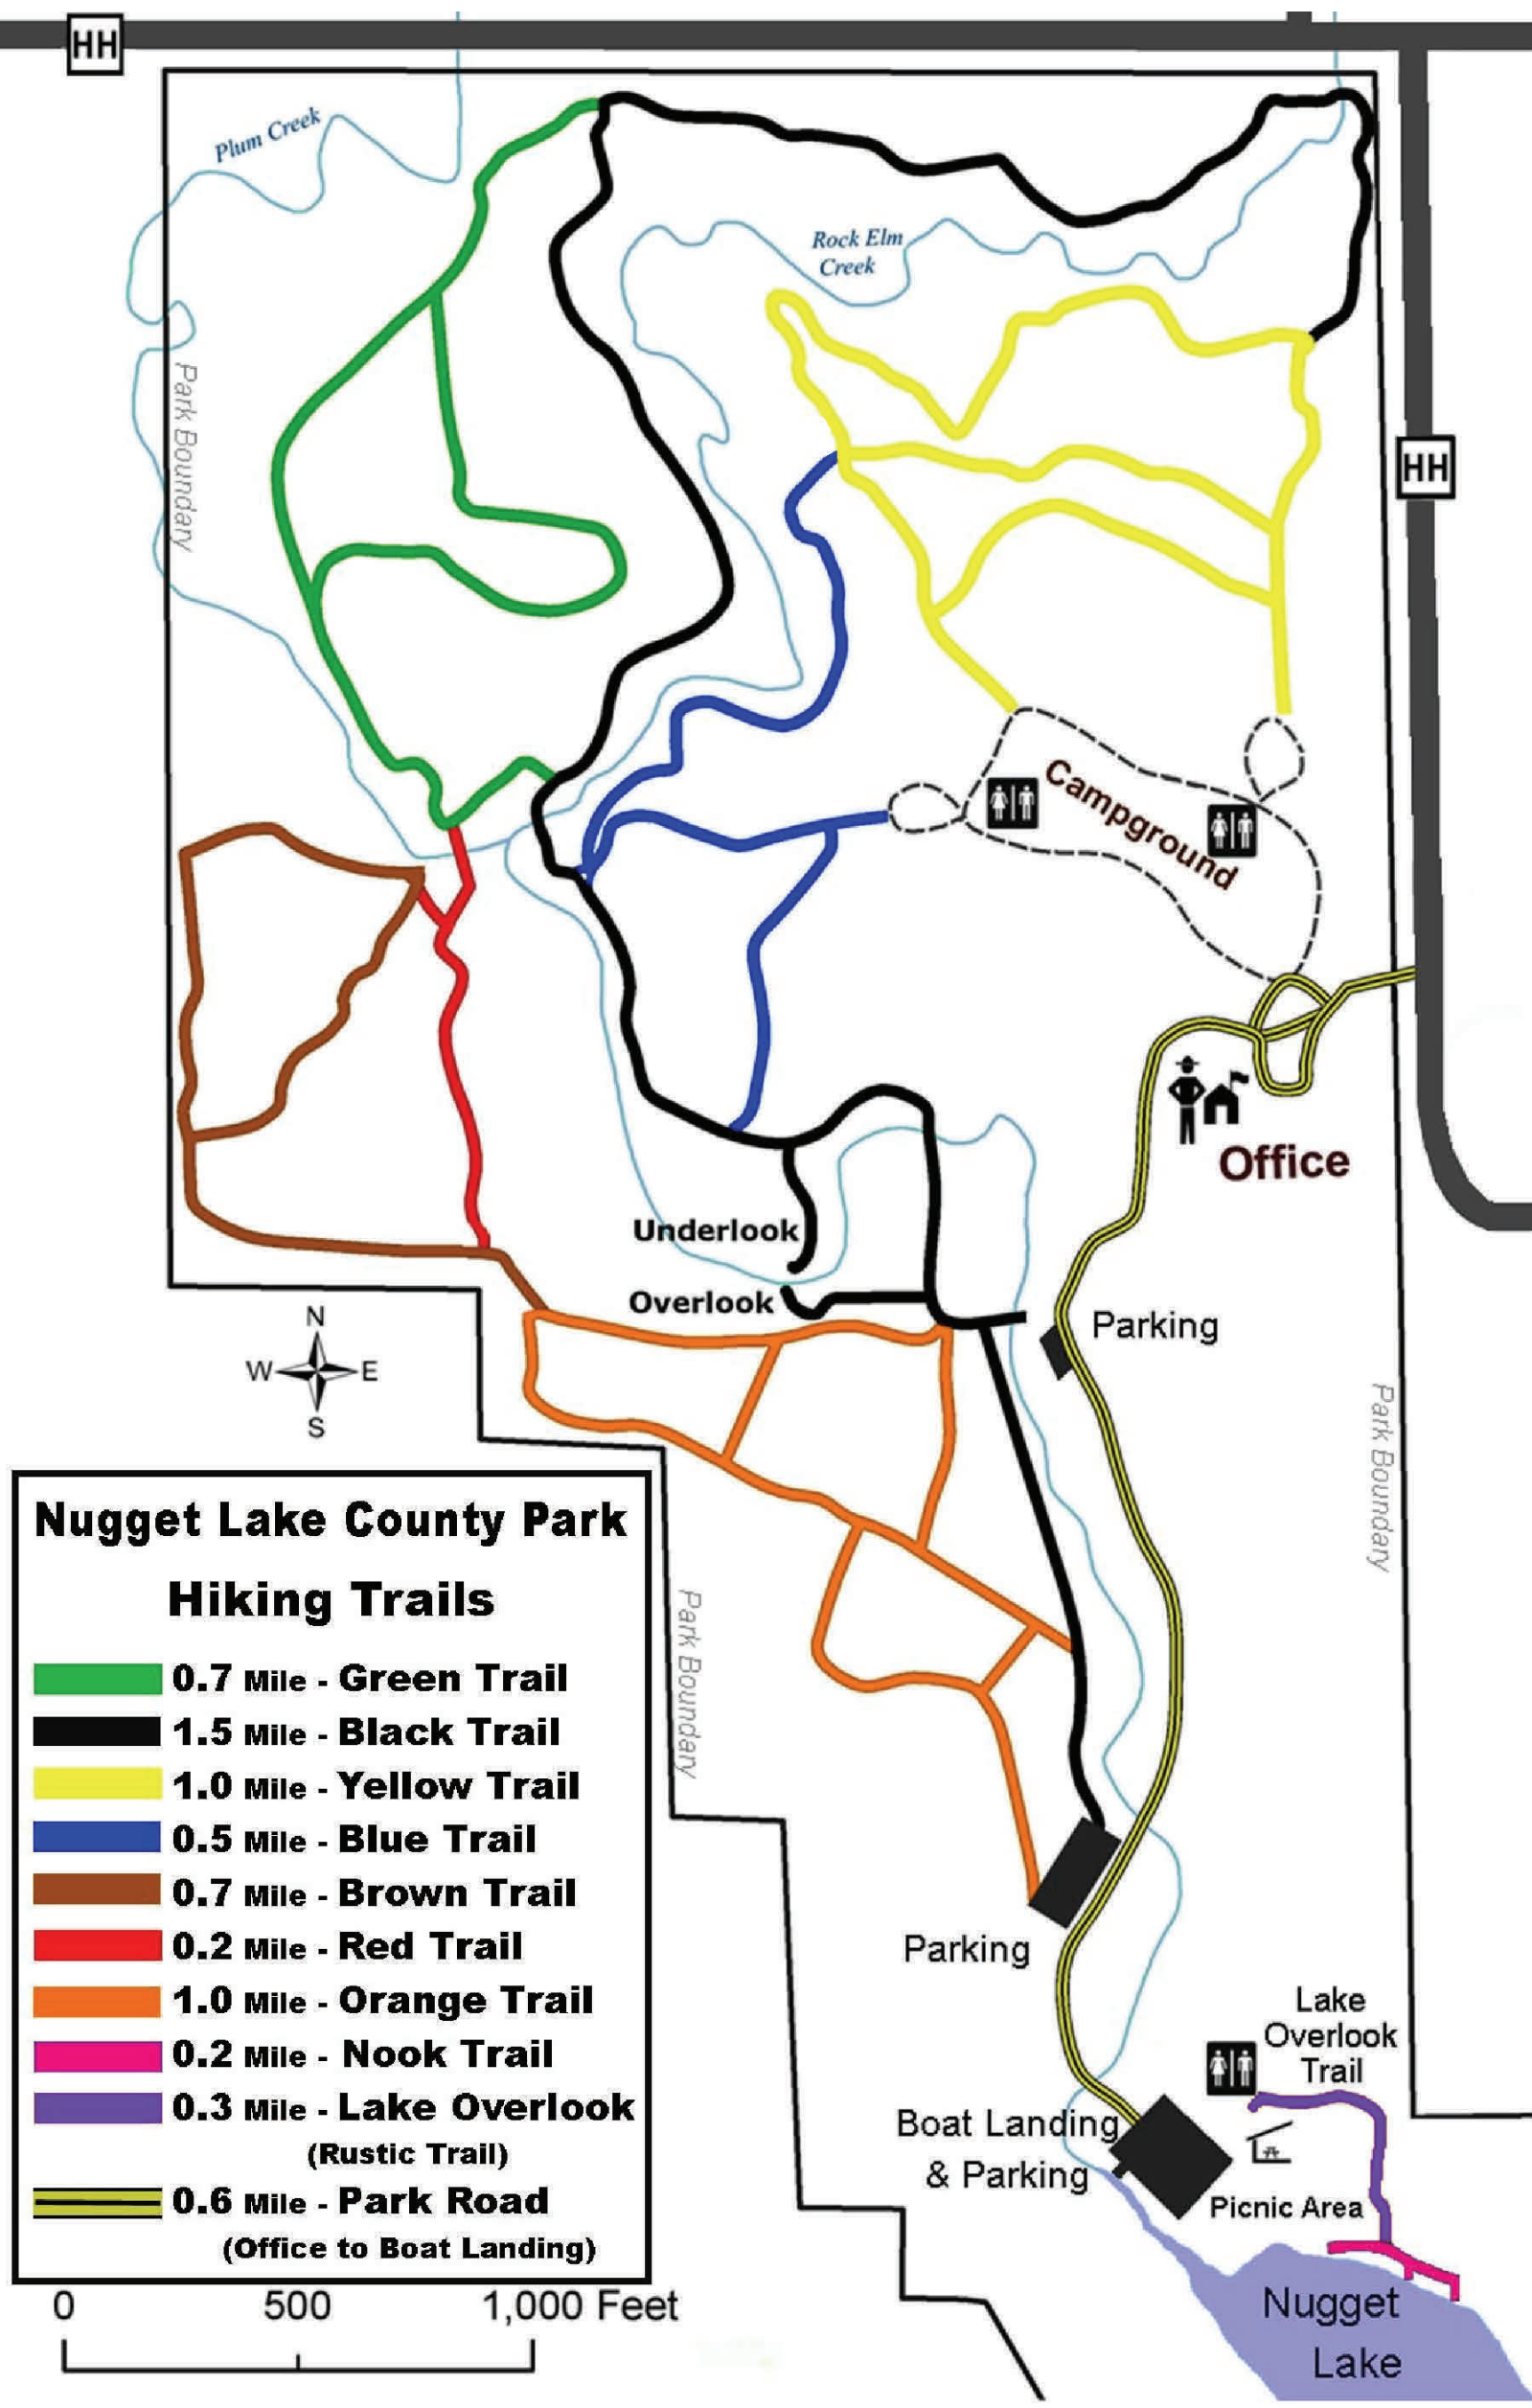 HH
Plum Creek
Rock Elm
Creek
Park Boundary
HH
Campground
Office
Underlook
Overlook
Parking
N
W E
S
Park Boundary
Nugget Lake County Park
Hiking Trails
0.7 Mile - Green Trail
1.5 Mile - Black Trail
1.0 Mile - Yellow Trail
0.5 Mile - Blue Trail
0.7 Mile - Brown Trail
0.2 Mile - Red Trail
1.0 Mile - Orange Trail
0.2 Mile - Nook Trail
0.3 Mile - Lake Overlook
(Rustic Trail)
0.6 Mile - Park Road
(Office to Boat Landing)
0 500 1,000 Feet
Park Boundary
Parking
Lake
Overlook
Trail
Boat Landing
& Parking
Picnic Area
Nugget
Lake